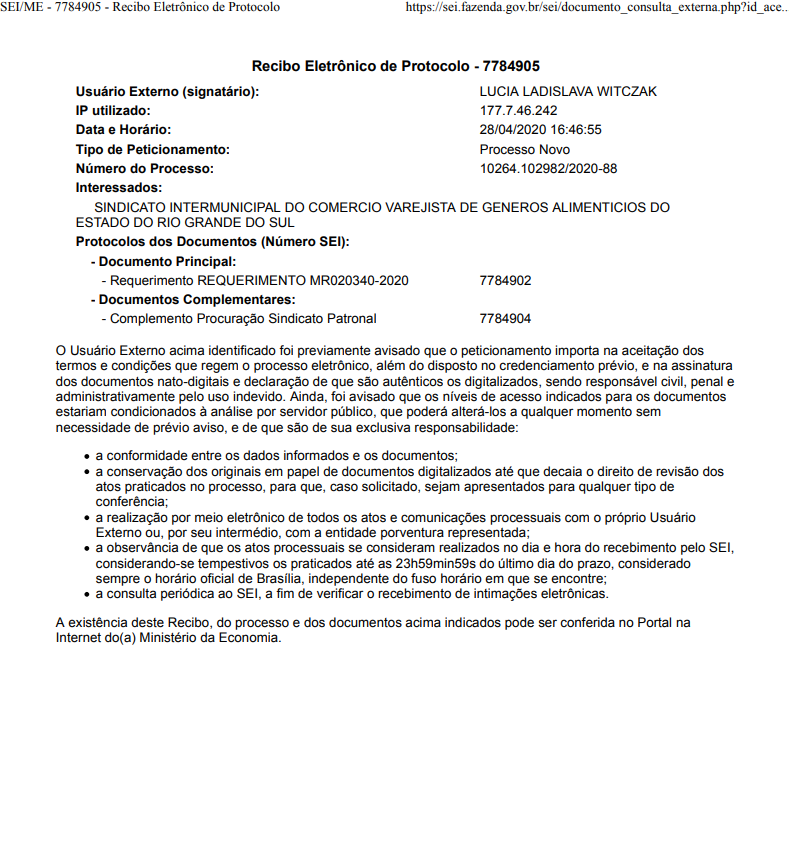 SEI/ME - 7784905 - Recibo Eletrônico de Protocolo
https://sei.fazenda.gov.br/sei/documento_consulta_externa.php?id_ace..
Recibo Eletrônico de Protocolo - 7784905
Usuário Externo (signatário): LUCIA LADISLAVA WITCZAK
IP utilizado: 177.7.46.242
Data e Horário: 28/04/2020 16:46:55
Tipo de Peticionamento: Processo Novo
Número do Processo: 10264.102982/2020-88
Interessados:
SINDICATO INTERMUNICIPAL DO COMERCIO VAREJISTA DE GENEROS ALIMENTICIOS DO
ESTADO DO RIO GRANDE DO SUL
Protocolos dos Documentos (Número SEI):
- Documento Principal:
- Requerimento REQUERIMENTO MR020340-2020 7784902
- Documentos Complementares:
- Complemento Procuração Sindicato Patronal 7784904
O Usuário Externo acima identificado foi previamente avisado que o peticionamento importa na aceitação dos
termos e condições que regem o processo eletrônico, além do disposto no credenciamento prévio, e na assinatura
dos documentos nato-digitais e declaração de que são autênticos os digitalizados, sendo responsável civil, penal e
administrativamente pelo uso indevido. Ainda, foi avisado que os níveis de acesso indicados para os documentos
estariam condicionados à análise por servidor público, que poderá alterá-los a qualquer momento sem
necessidade de prévio aviso, e de que são de sua exclusiva responsabilidade:
• a conformidade entre os dados informados e os documentos;
• a conservação dos originais em papel de documentos digitalizados até que decaia o direito de revisão dos
atos praticados no processo, para que, caso solicitado, sejam apresentados para qualquer tipo de
conferência;
• a realização por meio eletrônico de todos os atos e comunicações processuais com o próprio Usuário
Externo ou, por seu intermédio, com a entidade porventura representada;
• a observância de que os atos processuais se consideram realizados no dia e hora do recebimento pelo SEI,
considerando-se tempestivos os praticados até as 23h59min59s do último dia do prazo, considerado
sempre o horário oficial de Brasília, independente do fuso horário em que se encontre;
• a consulta periódica ao SEI, a fim de verificar o recebimento de intimações eletrônicas.
A existência deste Recibo, do processo e dos documentos acima indicados pode ser conferida no Portal na
Internet do(a) Ministério da Economia.